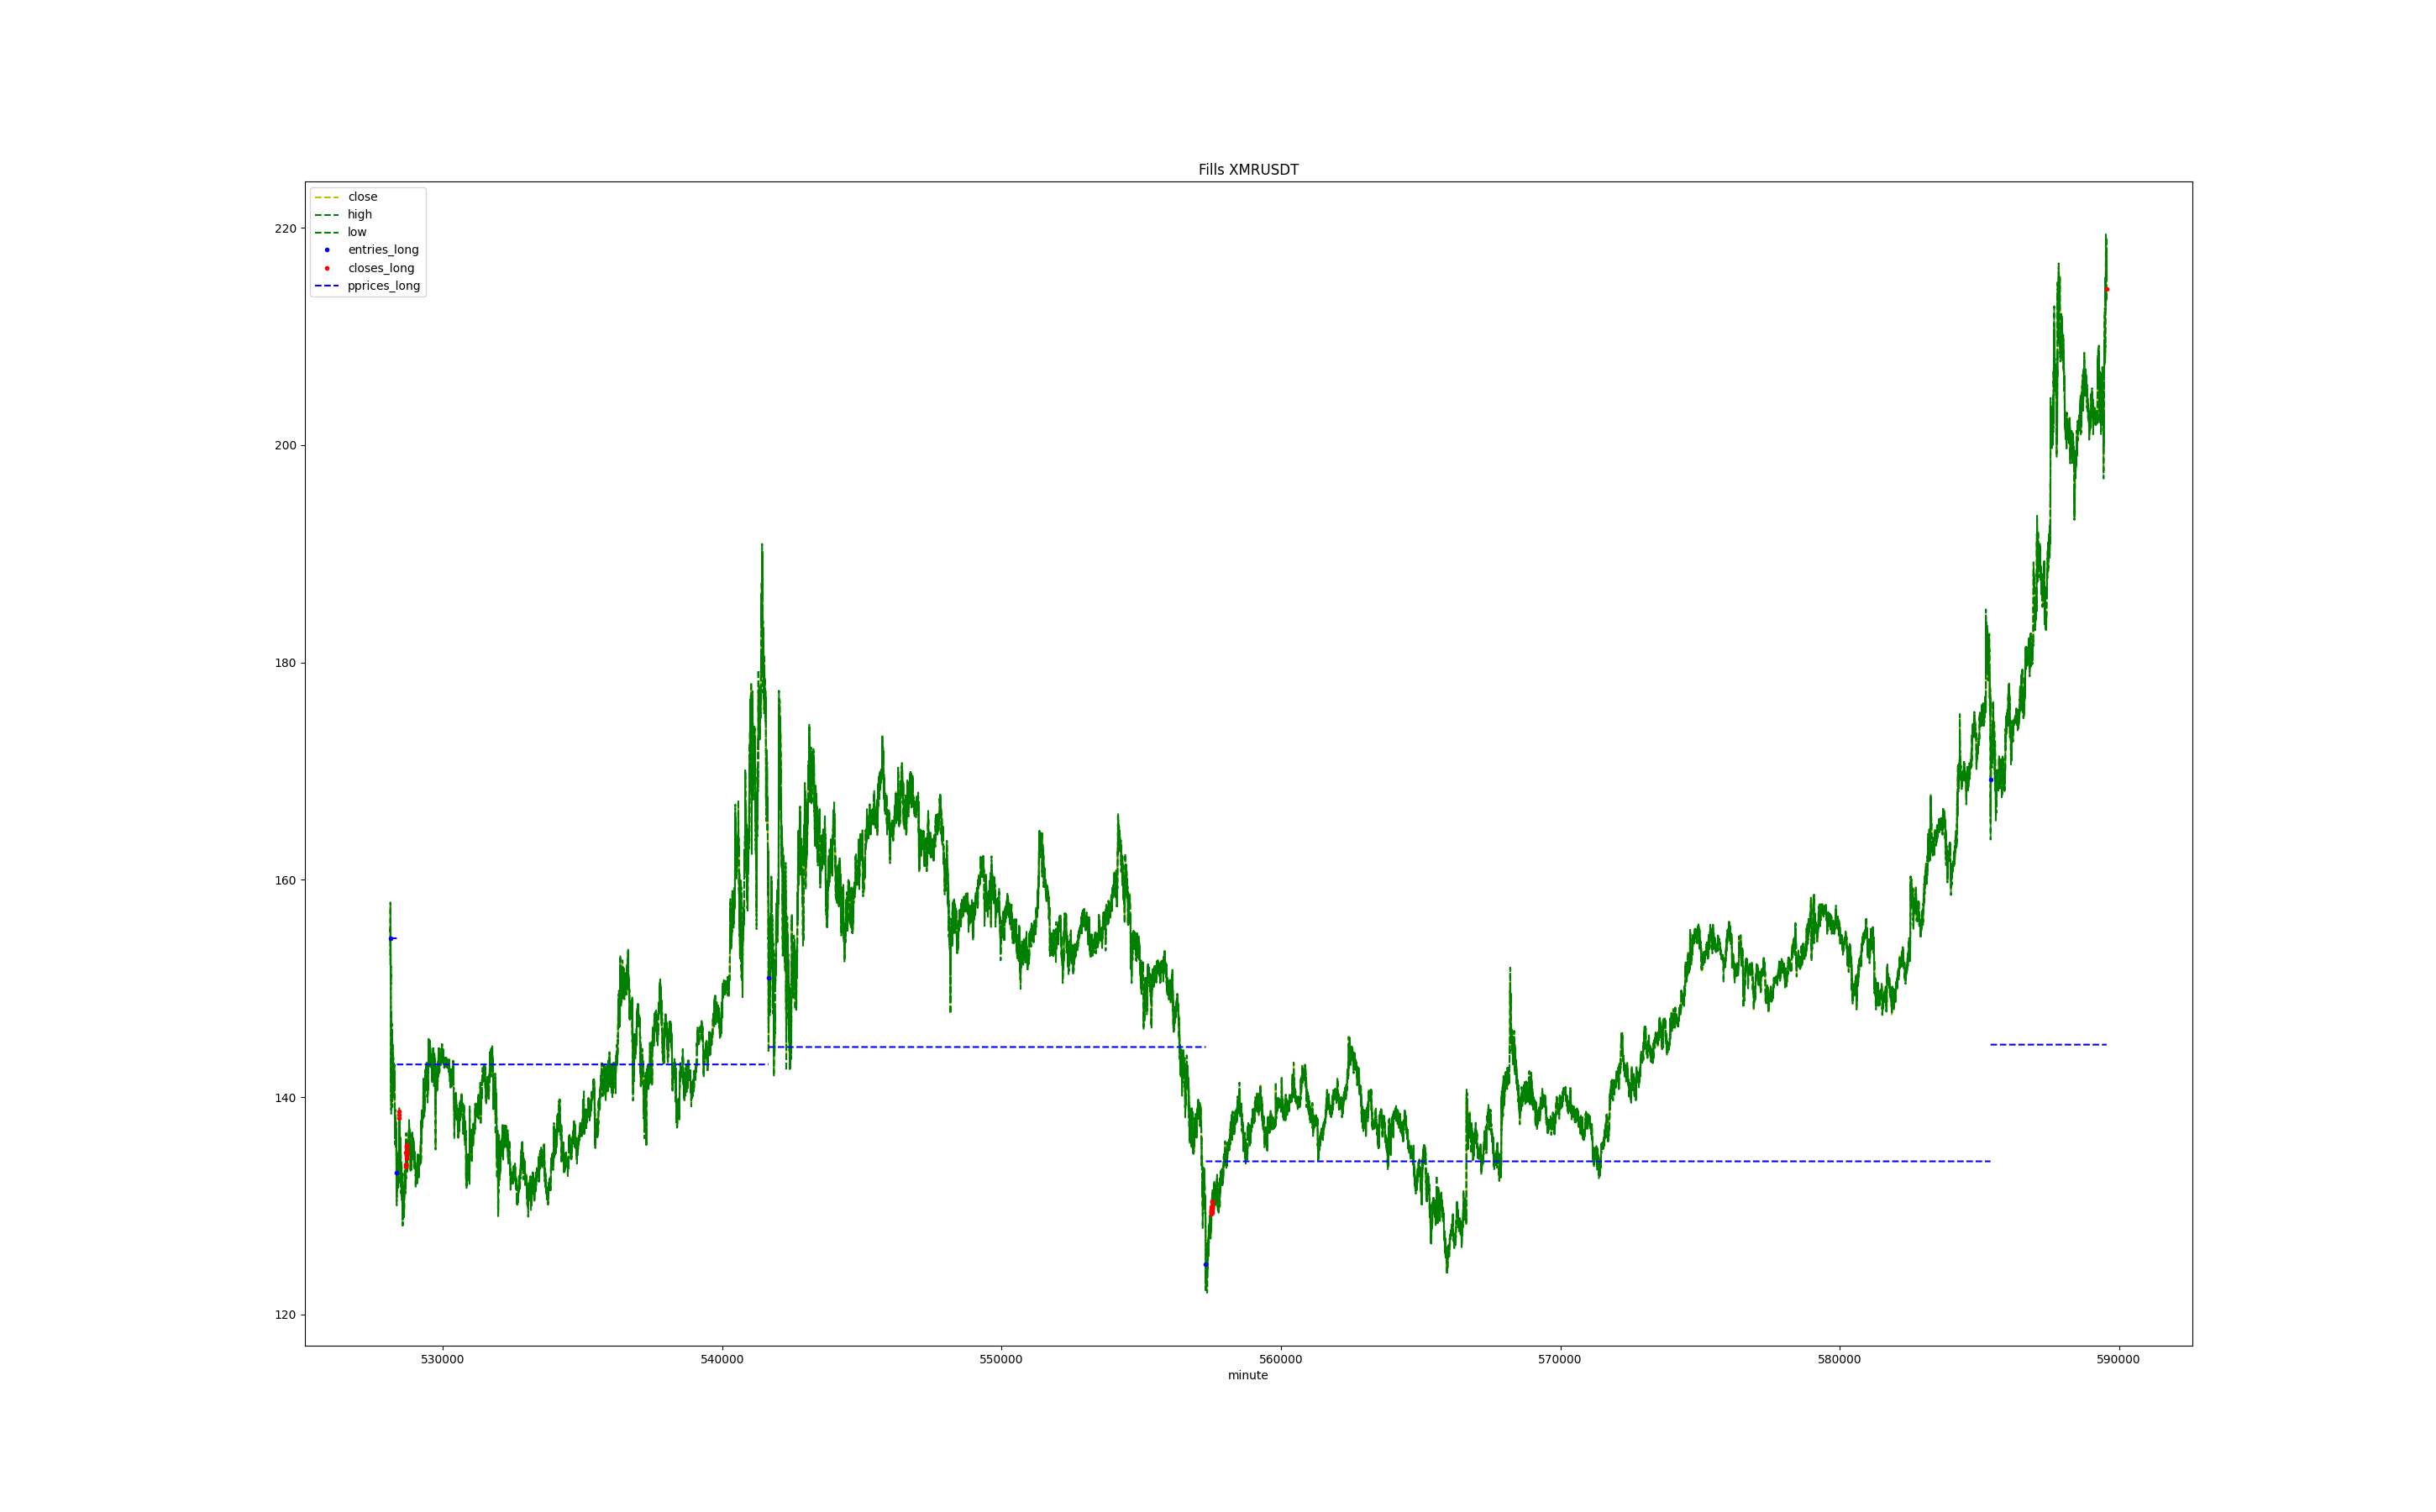 Fills XMRUSDT
close
high
low
entries_long
closes_long
pprices_long
220
200
180
160
140
120
530000
540000
550000
560000
570000
580000
590000
minute